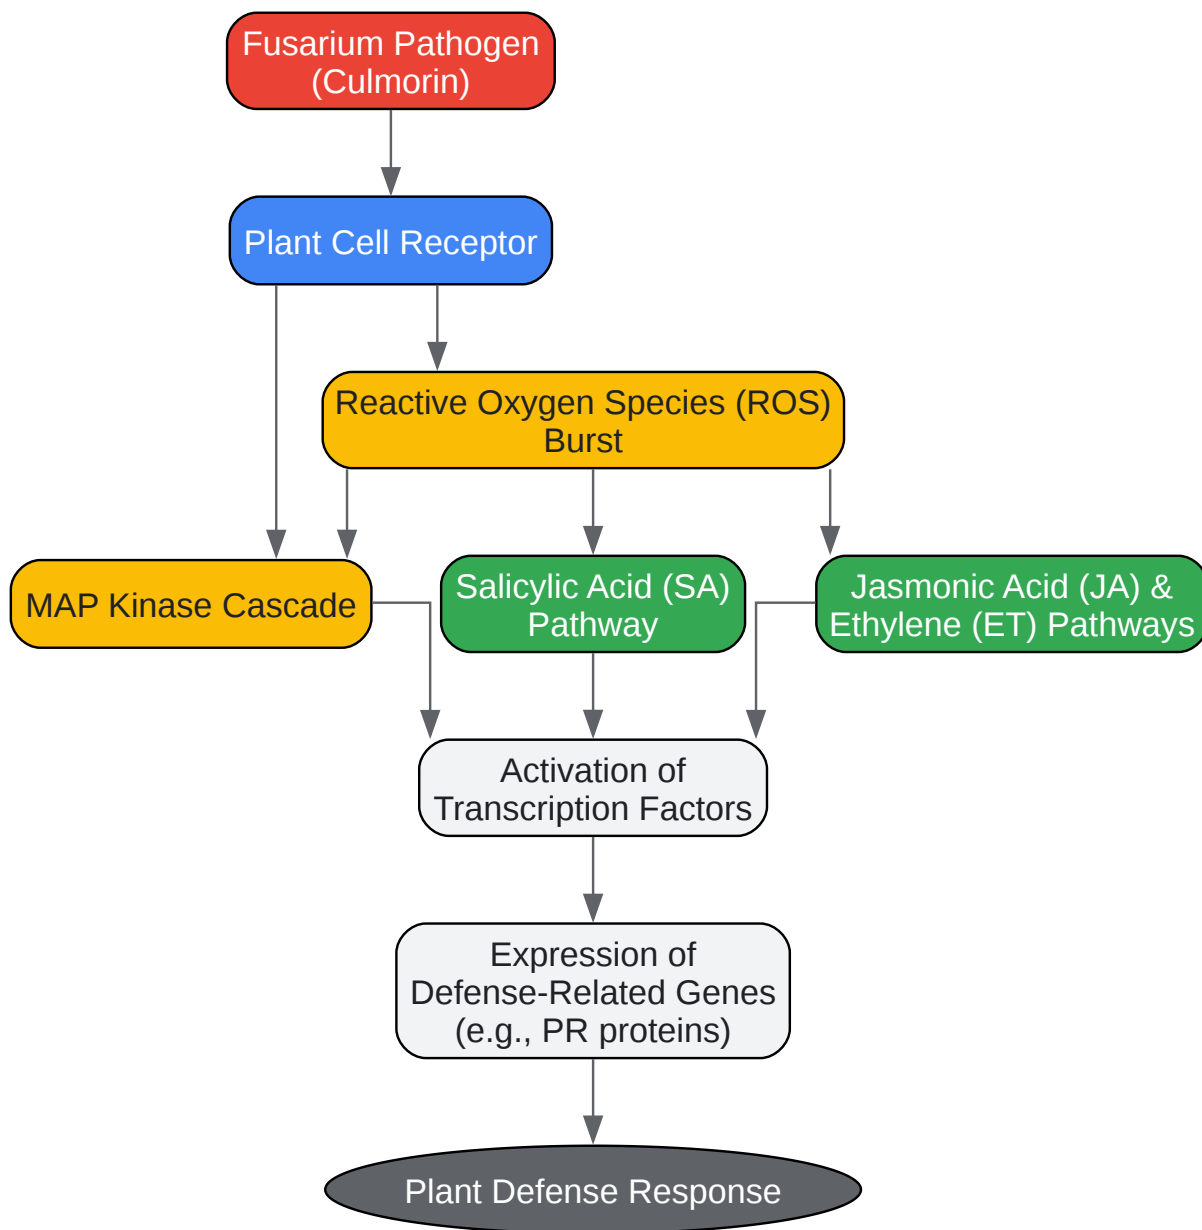 Fusarium Pathogen
(Culmorin)
Plant Cell Receptor
Reactive Oxygen Species (ROS)
Burst
MAP Kinase Cascade
Salicylic Acid (SA)
Pathway
Jasmonic Acid (JA) &
Ethylene (ET) Pathways
Activation of
Transcription Factors
Expression of
Defense-Related Genes
(e.g., PR proteins)
Plant Defense Response